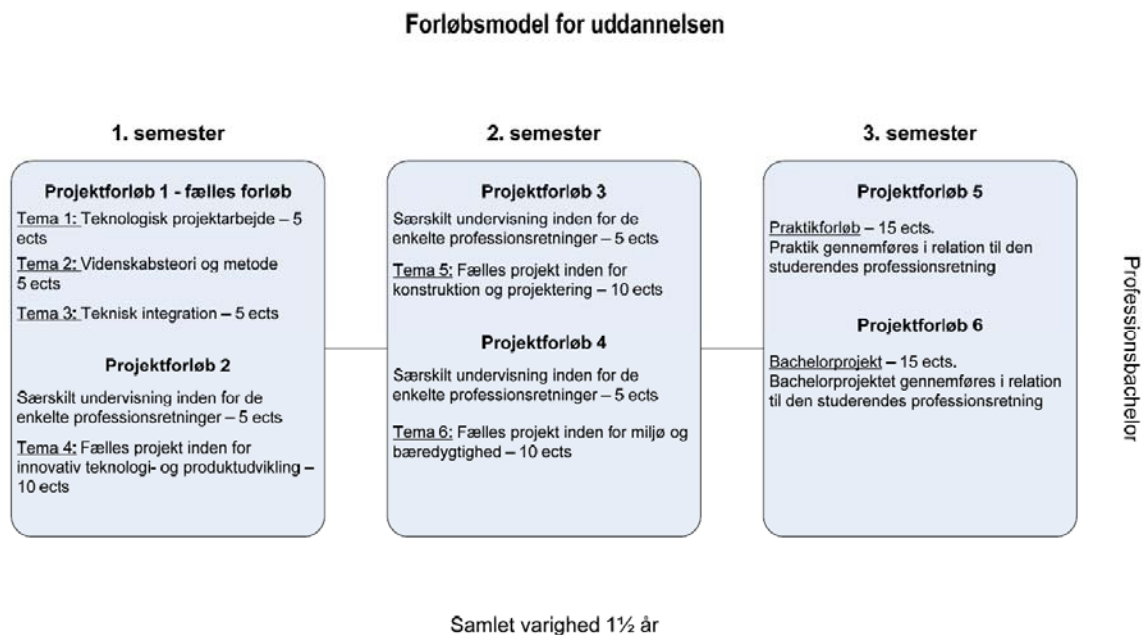 Forløbsmodel for uddannelsen
1. semester
Projektforløb 1 - fælles forløb
Tema 1: Teknologisk projektarbejde – 5
ects
Tema 2: Videnskabsteori og metode
5 ects
Tema 3: Teknisk integration – 5 ects
Projektforløb 2
Særskilt undervisning inden for de
enkelte professionsretninger – 5 ects
Tema 4: Fælles projekt inden for
innovativ teknologi- og produktudvikling –
10 ects
2. semester
Projektforløb 3
Særskilt undervisning inden for de
enkelte professionsretninger – 5 ects
Tema 5: Fælles projekt inden for
konstruktion og projektering – 10 ects
Projektforløb 4
Særskilt undervisning inden for de
enkelte professionsretninger – 5 ects
Tema 6: Fælles projekt inden for miljø og
bæredygtighed – 10 ects
3. semester
Projektforløb 5
Praktikforløb – 15 ects.
Praktik gennemføres i relation til den
studerendes professionsretning
Projektforløb 6
Bachelorprojekt – 15 ects.
Bachelorprojektet gennemføres i relation
til den studerendes professionsretning
Professionsbachelor
Samlet varighed 1½ år